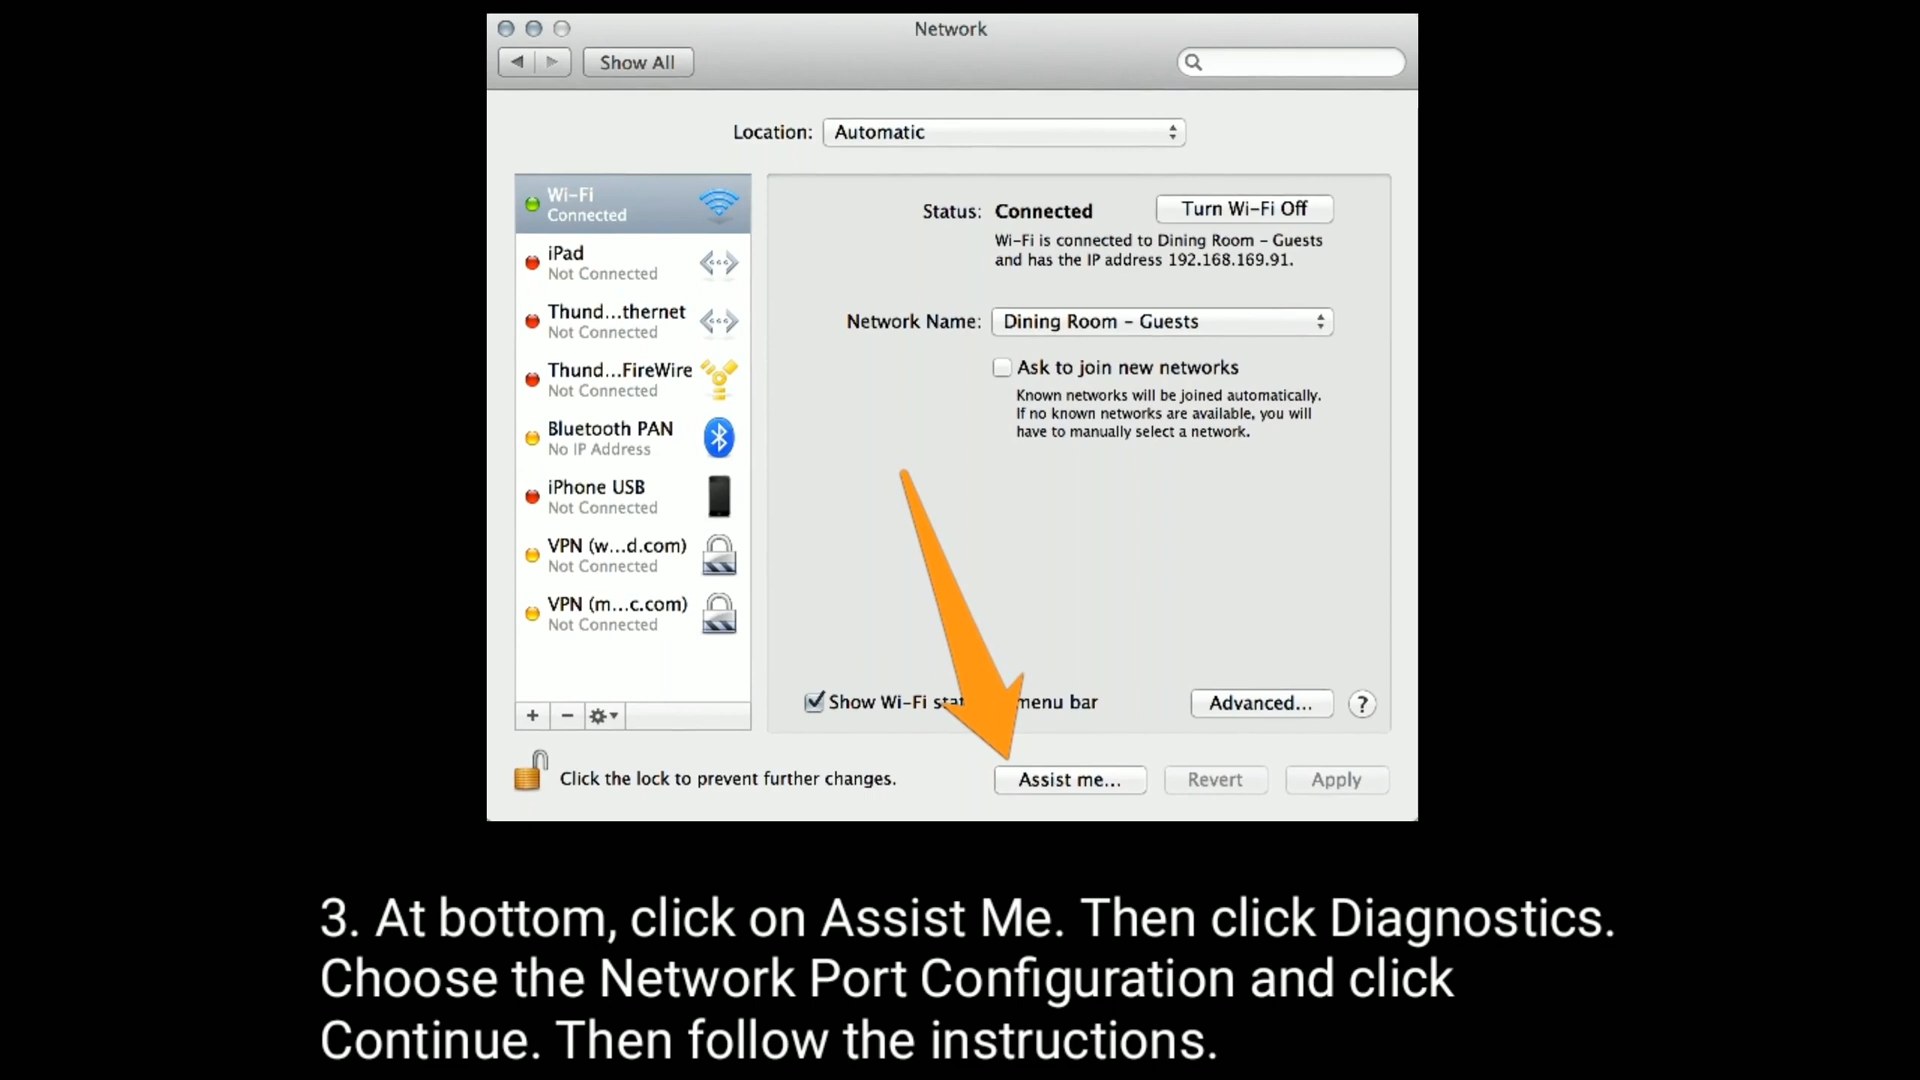 Network
Show All
Location: Automatic
Wi-Fi
Connected
iPad
Not Connected
Thund...thernet
Not Connected
Thund...FireWire
Not Connected
Bluetooth PAN
No IP Address
iPhone USB
Not Connected
VPN (w...d.com)
Not Connected
VPN (m...c.com)
Not Connected
Status: Connected
Turn Wi-Fi Off
Wi-Fi is connected to Dining Room - Guests
and has the IP address 192.168.169.91.
Network Name: Dining Room - Guests
Ask to join new networks
Known networks will be joined automatically.
If no known networks are available, you will
have to manually select a network.
Show Wi-Fi menu bar
Advanced... ?
Click the lock to prevent further changes.
Assist me... Revert Apply
3. At bottom, click on Assist Me. Then click Diagnostics.
Choose the Network Port Configuration and click
Continue. Then follow the instructions.